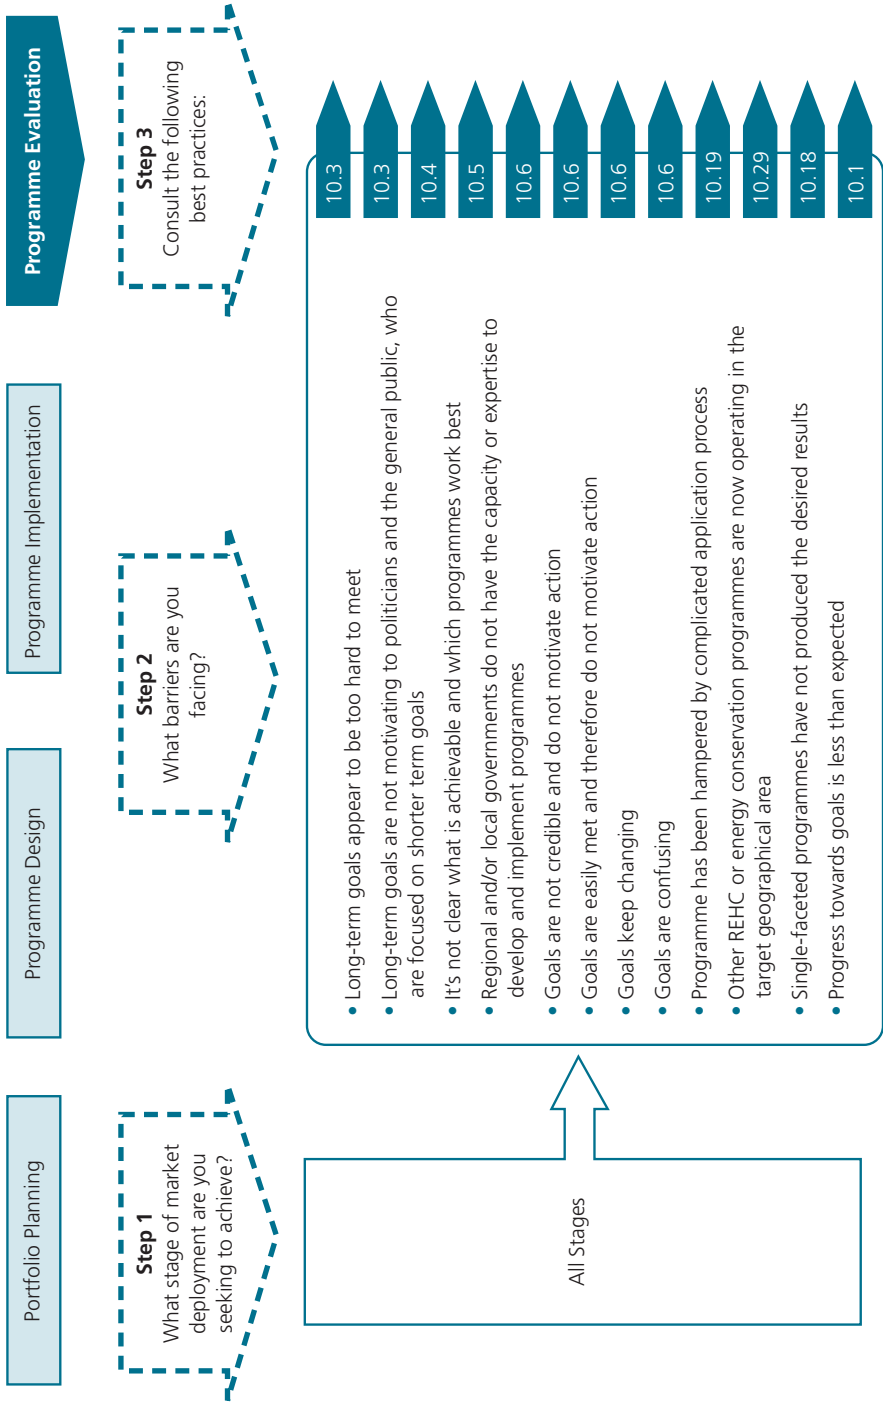 Portfolio Planning
Programme Design
Programme Implementation
Programme Evaluation
Step 1
What stage of market
deployment are you
seeking to achieve?
Step 2
What barriers are you
facing?
Step 3
Consult the following
best practices:
All Stages
• Long-term goals appear to be too hard to meet
10.3
• Long-term goals are not motivating to politicians and the general public, who
are focused on shorter term goals
10.3
• It's not clear what is achievable and which programmes work best
10.4
• Regional and/or local governments do not have the capacity or expertise to
develop and implement programmes
10.5
• Goals are not credible and do not motivate action
10.6
• Goals are easily met and therefore do not motivate action
10.6
• Goals keep changing
10.6
• Goals are confusing
10.6
• Programme has been hampered by complicated application process
10.19
• Other REHC or energy conservation programmes are now operating in the
target geographical area
10.29
• Single-faceted programmes have not produced the desired results
10.18
• Progress towards goals is less than expected
10.1